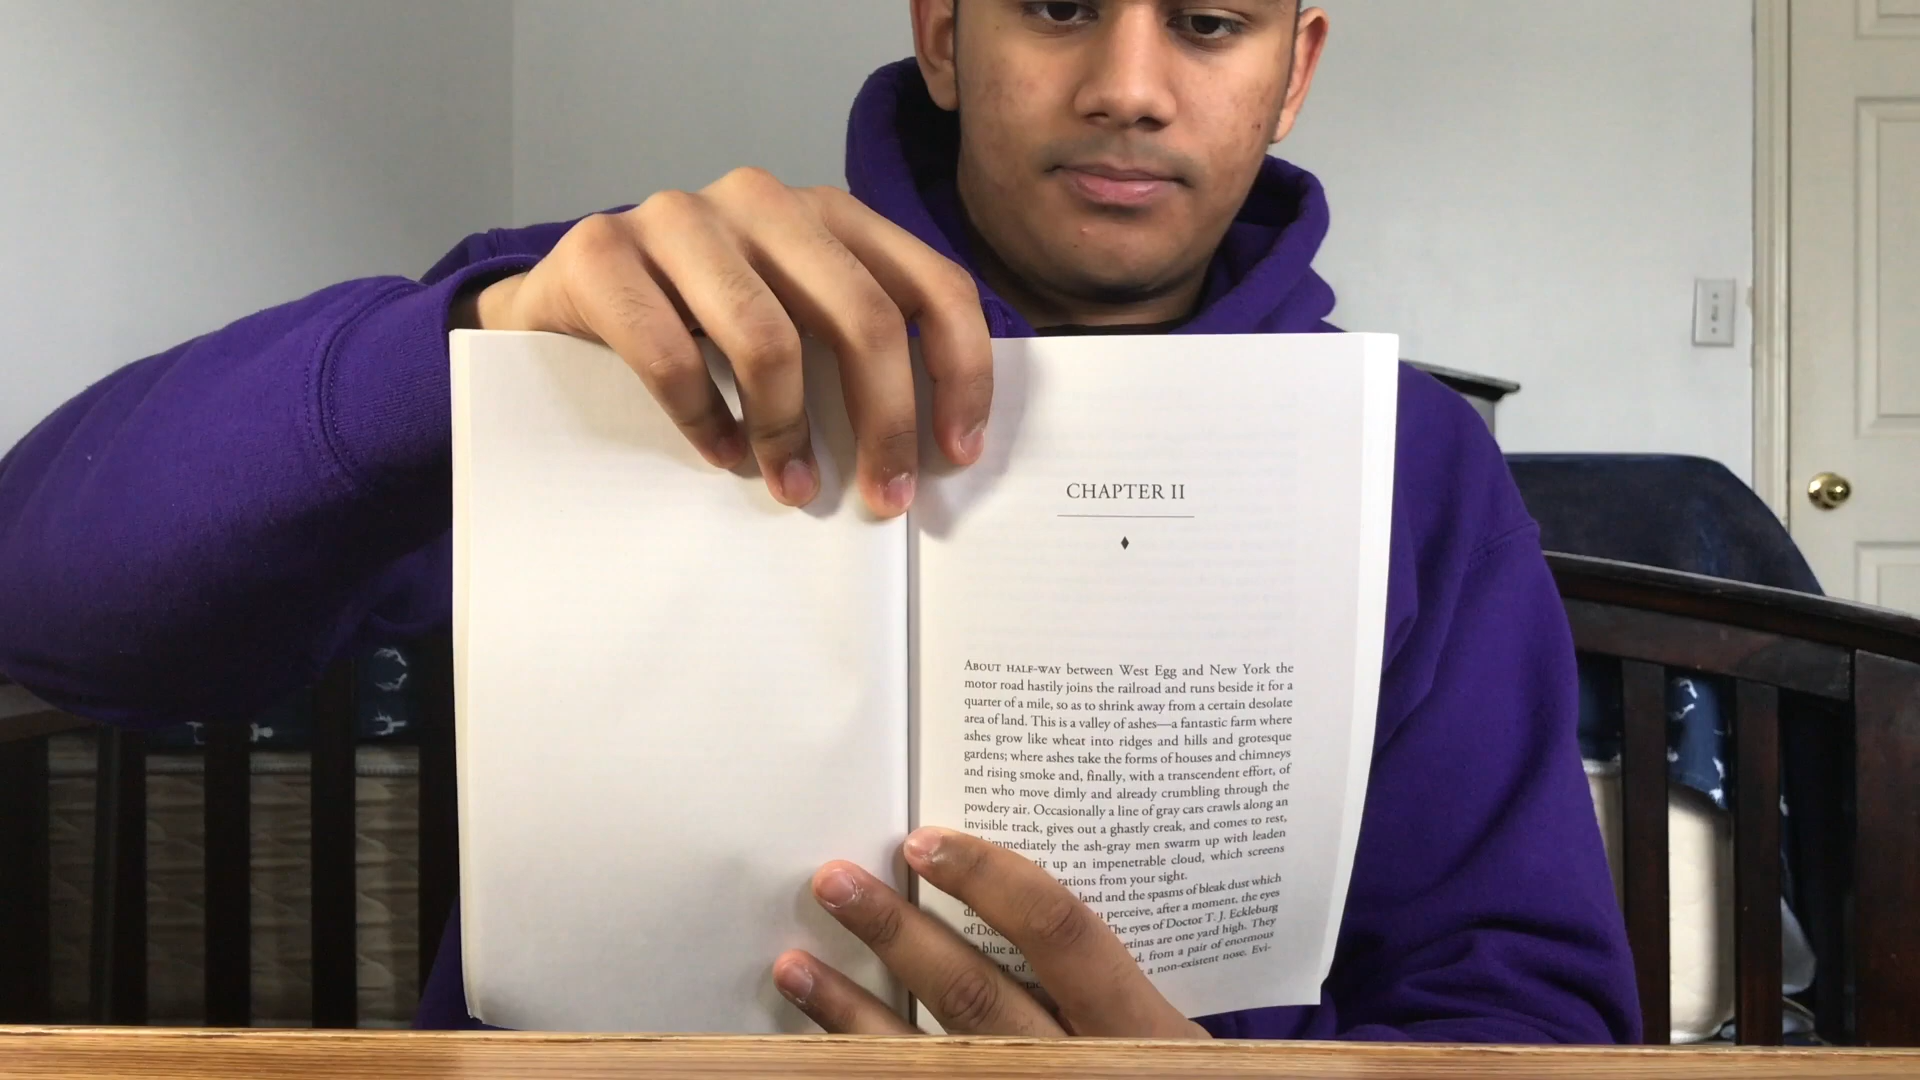 CHAPTER II
ABOUT HALF-WAY between West Egg and New York the
motor road hastily joins the railroad and runs beside it for a
quarter of a mile, so as to shrink away from a certain desolate
area of land. This is a valley of ashes—a fantastic farm where
ashes grow like wheat into ridges and hills and grotesque
gardens; where ashes take the forms of houses and chimneys
and rising smoke and, finally, with a transcendent effort, of
men who move dimly and already crumbling through the
powdery air. Occasionally a line of gray cars crawls along an
invisible track, gives out a ghastly creak, and comes to rest,
immediately the ash-gray men swarm up with leaden
up an impenetrable cloud, which screens
from your sight.
land and the spasms of bleak dust which
perceive, after a moment, the eyes
of The eyes of Doctor T. J. Eckleburg
blue are one yard high. They
of from a pair of enormous
a non-existent nose. Evi-